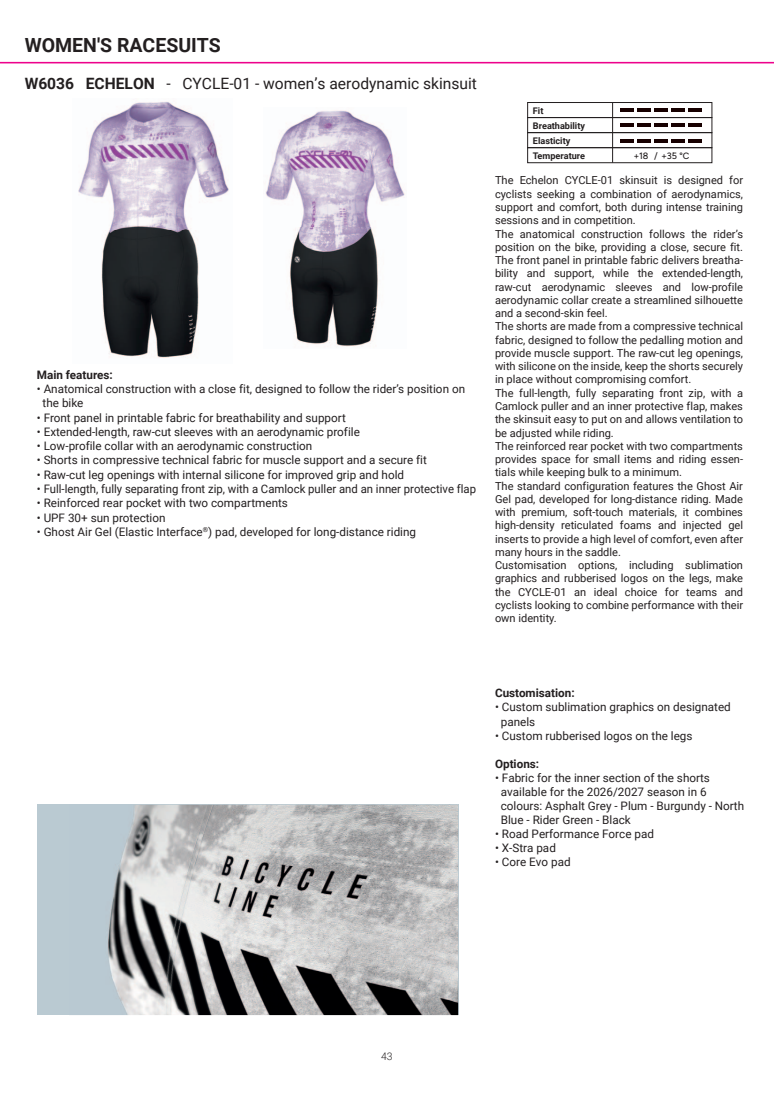 WOMEN'S RACESUITS
W6036 ECHELON - CYCLE-01 - women's aerodynamic skinsuit
BICYCLE
LINE
CYCLE-01
Fit
Breathability
Elasticity
Temperature +18 / +35 °C
The Echelon CYCLE-01 skinsuit is designed for
cyclists seeking a combination of aerodynamics,
support and comfort, both during intense training
sessions and in competition.
The anatomical construction follows the rider's
position on the bike, providing a close, secure fit.
The front panel in printable fabric delivers breatha-
bility and support, while the extended-length,
raw-cut aerodynamic sleeves and low-profile
aerodynamic collar create a streamlined silhouette
and a second-skin feel.
The shorts are made from a compressive technical
fabric, designed to follow the pedalling motion and
provide muscle support. The raw-cut leg openings,
with silicone on the inside, keep the shorts securely
in place without compromising comfort.
The full-length, fully separating front zip, with a
Camlock puller and an inner protective flap, makes
the skinsuit easy to put on and allows ventilation to
be adjusted while riding.
The reinforced rear pocket with two compartments
provides space for small items and riding essen-
tials while keeping bulk to a minimum.
The standard configuration features the Ghost Air
Gel pad, developed for long-distance riding. Made
with premium, soft-touch materials, it combines
high-density reticulated foams and injected gel
inserts to provide a high level of comfort, even after
many hours in the saddle.
Customisation options, including sublimation
graphics and rubberised logos on the legs, make
the CYCLE-01 an ideal choice for teams and
cyclists looking to combine performance with their
own identity.
Main features:
• Anatomical construction with a close fit, designed to follow the rider's position on
the bike
• Front panel in printable fabric for breathability and support
• Extended-length, raw-cut sleeves with an aerodynamic profile
• Low-profile collar with an aerodynamic construction
• Shorts in compressive technical fabric for muscle support and a secure fit
• Raw-cut leg openings with internal silicone for improved grip and hold
• Full-length, fully separating front zip, with a Camlock puller and an inner protective flap
• Reinforced rear pocket with two compartments
• UPF 30+ sun protection
• Ghost Air Gel (Elastic Interface®) pad, developed for long-distance riding
Customisation:
• Custom sublimation graphics on designated
panels
• Custom rubberised logos on the legs
Options:
• Fabric for the inner section of the shorts
available for the 2026/2027 season in 6
colours: Asphalt Grey - Plum - Burgundy - North
Blue - Rider Green - Black
• Road Performance Force pad
• X-Stra pad
• Core Evo pad
BICYCLE
LINE
43